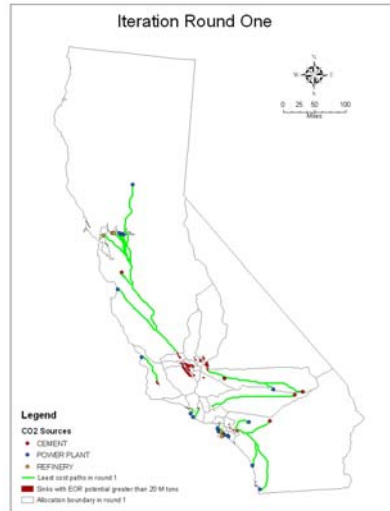 Iteration Round One
N
W
E
S
0 25 50 100
Miles
Legend
CO2 Sources
CEMENT
POWER PLANT
REFINERY
Least cost paths in round 1
Sinks with EOR potential greater than 20 M tons
Allocation boundary in round 1